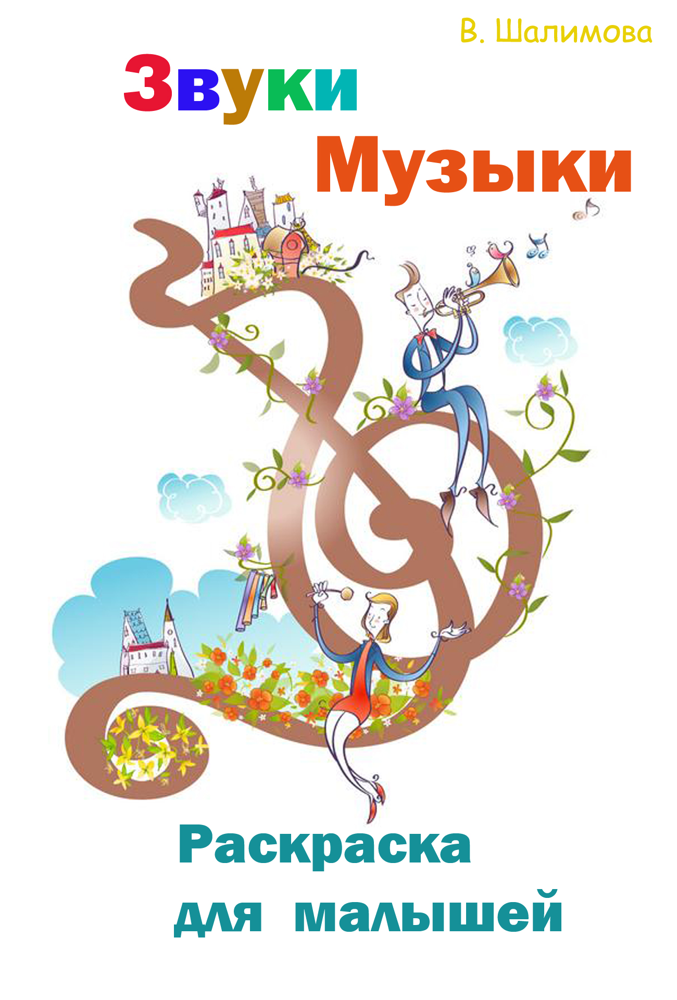 В. Шалимова
Звуки
Музыки
Раскраска
для малышей